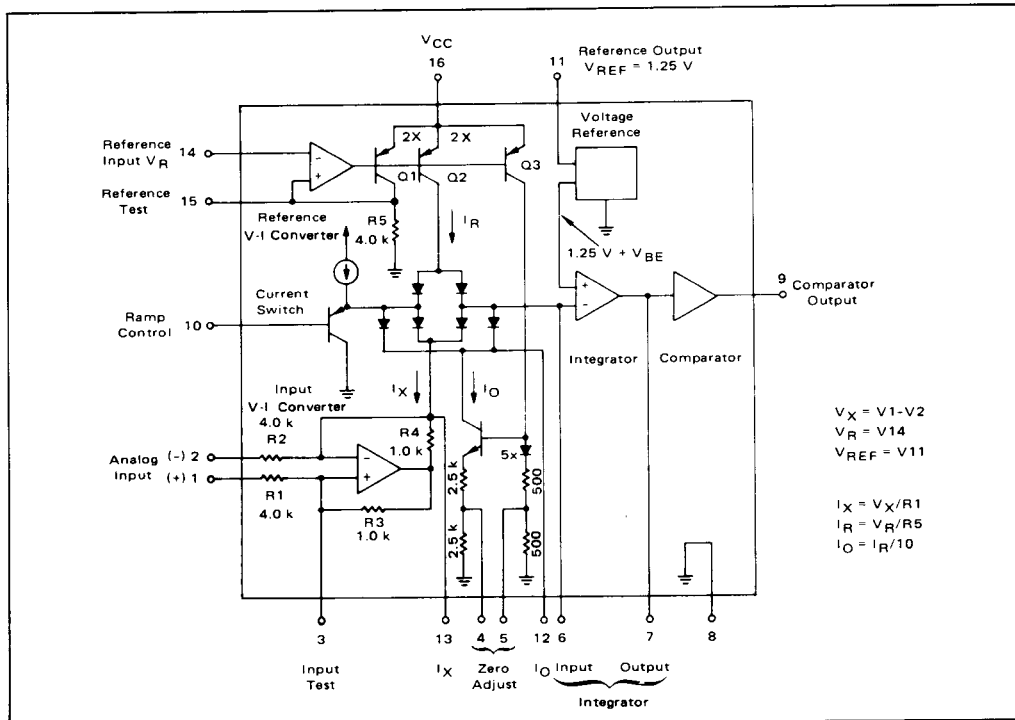 VCC
16
11
Reference Output
VREF = 1.25 V
Voltage
Reference
2X
2X
Q1
Q2
Q3
Reference
Input VR 14
Reference
Test 15
Reference
V-I Converter
R5
4.0 k
IR
1.25 V + VBE
Current
Switch
Ramp
Control 10
9 Comparator
Output
Integrator
Comparator
IX
IO
Input
V-I Converter
4.0 k
R2
Analog
Input
(-) 2
(+) 1
R1
4.0 k
R4
1.0 k
R3
1.0 k
2.5 k
2.5 k
5x
500
500
VX = V1-V2
VR = V14
VREF = V11
IX = VX/R1
IR = VR/R5
IO = IR/10
- + - + + -
3 13 4 5 12 6 7 8
Input
Test
IX
Zero
Adjust
IO
Input Output
Integrator